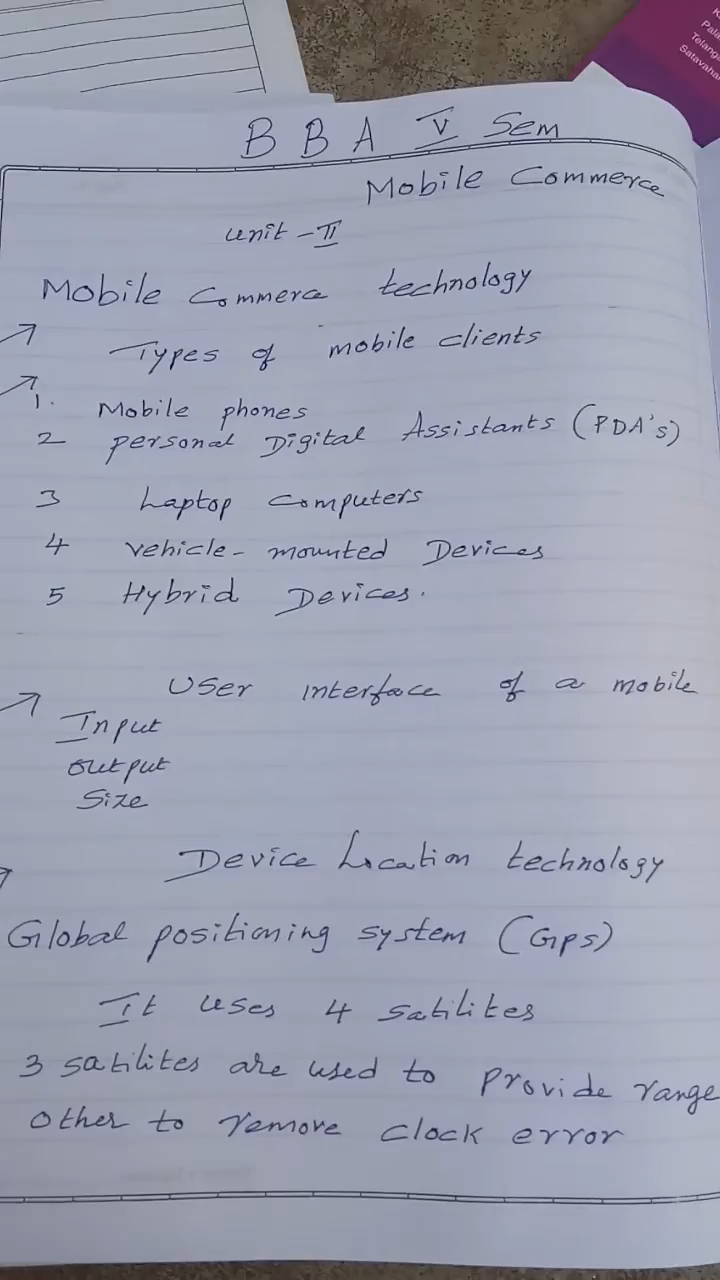 K
Pala
Telanga
Satavaha
B B A V Sem
Mobile Commerce
unit - II
Mobile Commerce technology
Types of mobile clients
1. Mobile phones
2 personal Digital Assistants (PDA's)
3 Laptop Computers
4 vehicle- mounted Devices
5 Hybrid Devices.
User interface of a mobile
Input
output
Size
Device Location technology
Global positioning system (GPS)
It uses 4 satilites
3 satilites are used to provide range
other to remove clock error